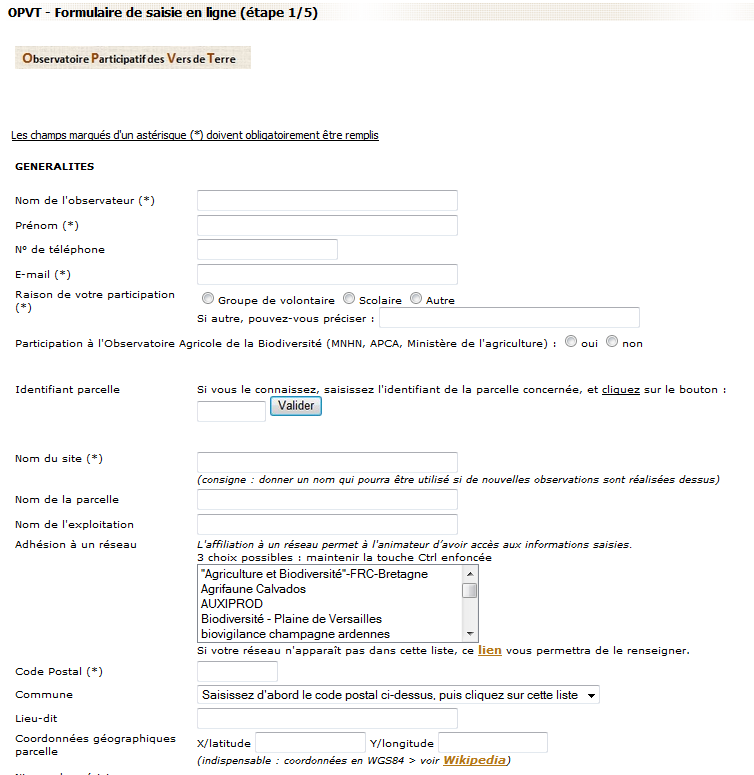 OPVT - Formulaire de saisie en ligne (étape 1/5)
Observatoire Participatif des Vers de Terre
Les champs marqués d'un astérisque (*) doivent obligatoirement être remplis
GENERALITES
Nom de l'observateur (*)
Prénom (*)
N° de téléphone
E-mail (*)
Raison de votre participation
(*)
Groupe de volontaire Scolaire Autre
Si autre, pouvez-vous préciser :
Participation à l'Observatoire Agricole de la Biodiversité (MNHN, APCA, Ministère de l'agriculture) : oui non
Identifiant parcelle
Si vous le connaissez, saisissez l'identifiant de la parcelle concernée, et cliquez sur le bouton :
Valider
Nom du site (*)
(consigne : donner un nom qui pourra être utilisé si de nouvelles observations sont réalisées dessus)
Nom de la parcelle
Nom de l'exploitation
Adhésion à un réseau
L'affiliation à un réseau permet à l'animateur d'avoir accès aux informations saisies.
3 choix possibles : maintenir la touche Ctrl enfoncée
"Agriculture et Biodiversité"-FRC-Bretagne
Agrifaune Calvados
AUXIPROD
Biodiversité - Plaine de Versailles
biovigilance champagne ardennes
Si votre réseau n'apparaît pas dans cette liste, ce lien vous permettra de le renseigner.
Code Postal (*)
Commune
Saisissez d'abord le code postal ci-dessus, puis cliquez sur cette liste
Lieu-dit
Coordonnées géographiques
parcelle
X/latitude Y/longitude
(indispensable : coordonnées en WGS84 > voir Wikipedia)